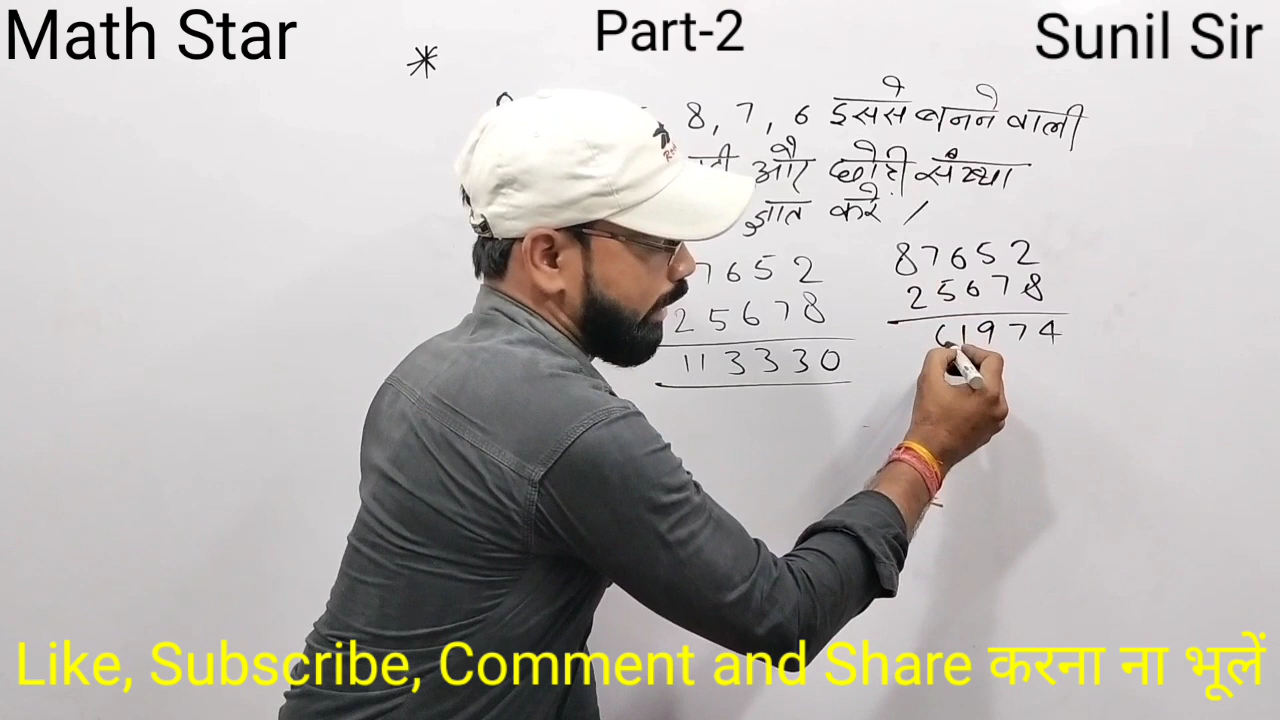 Math Star Part-2 Sunil Sir
*
8, 7, 6 इससे बनने वाली
और छोटी संख्या
ज्ञात करें /
7652
25678
113330
87652
25678
61974
Like, Subscribe, Comment and Share करना ना भूलें